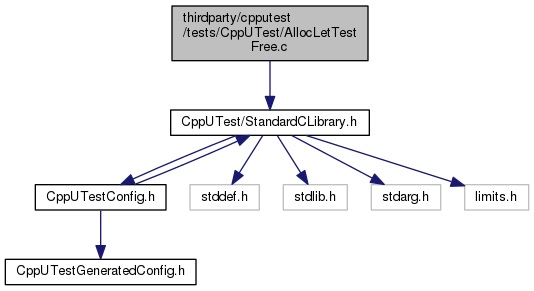 thirdparty/cpputest
/tests/CppUTest/AllocLetTest
Free.c
CppUTest/StandardCLibrary.h
CppUTestConfig.h
stddef.h
stdlib.h
stdarg.h
limits.h
CppUTestGeneratedConfig.h